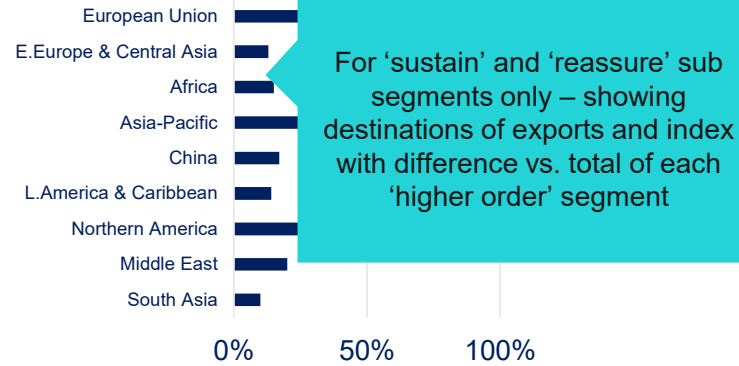 European Union
E.Europe & Central Asia
Africa
Asia-Pacific
China
L.America & Caribbean
Northern America
Middle East
South Asia
0% 50% 100%
For ‘sustain’ and ‘reassure’ sub
segments only – showing
destinations of exports and index
with difference vs. total of each
‘higher order’ segment